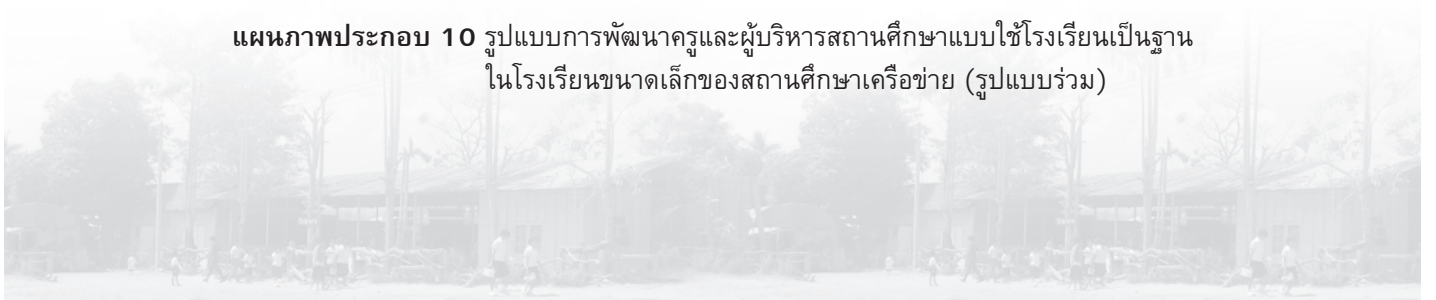 แผนภาพประกอบ 10 รูปแบบการพัฒนาครูและผู้บริหารสถานศึกษาแบบใช้โรงเรียนเป็นฐาน
ในโรงเรียนขนาดเล็กของสถานศึกษาเครือข่าย (รูปแบบร่วม)